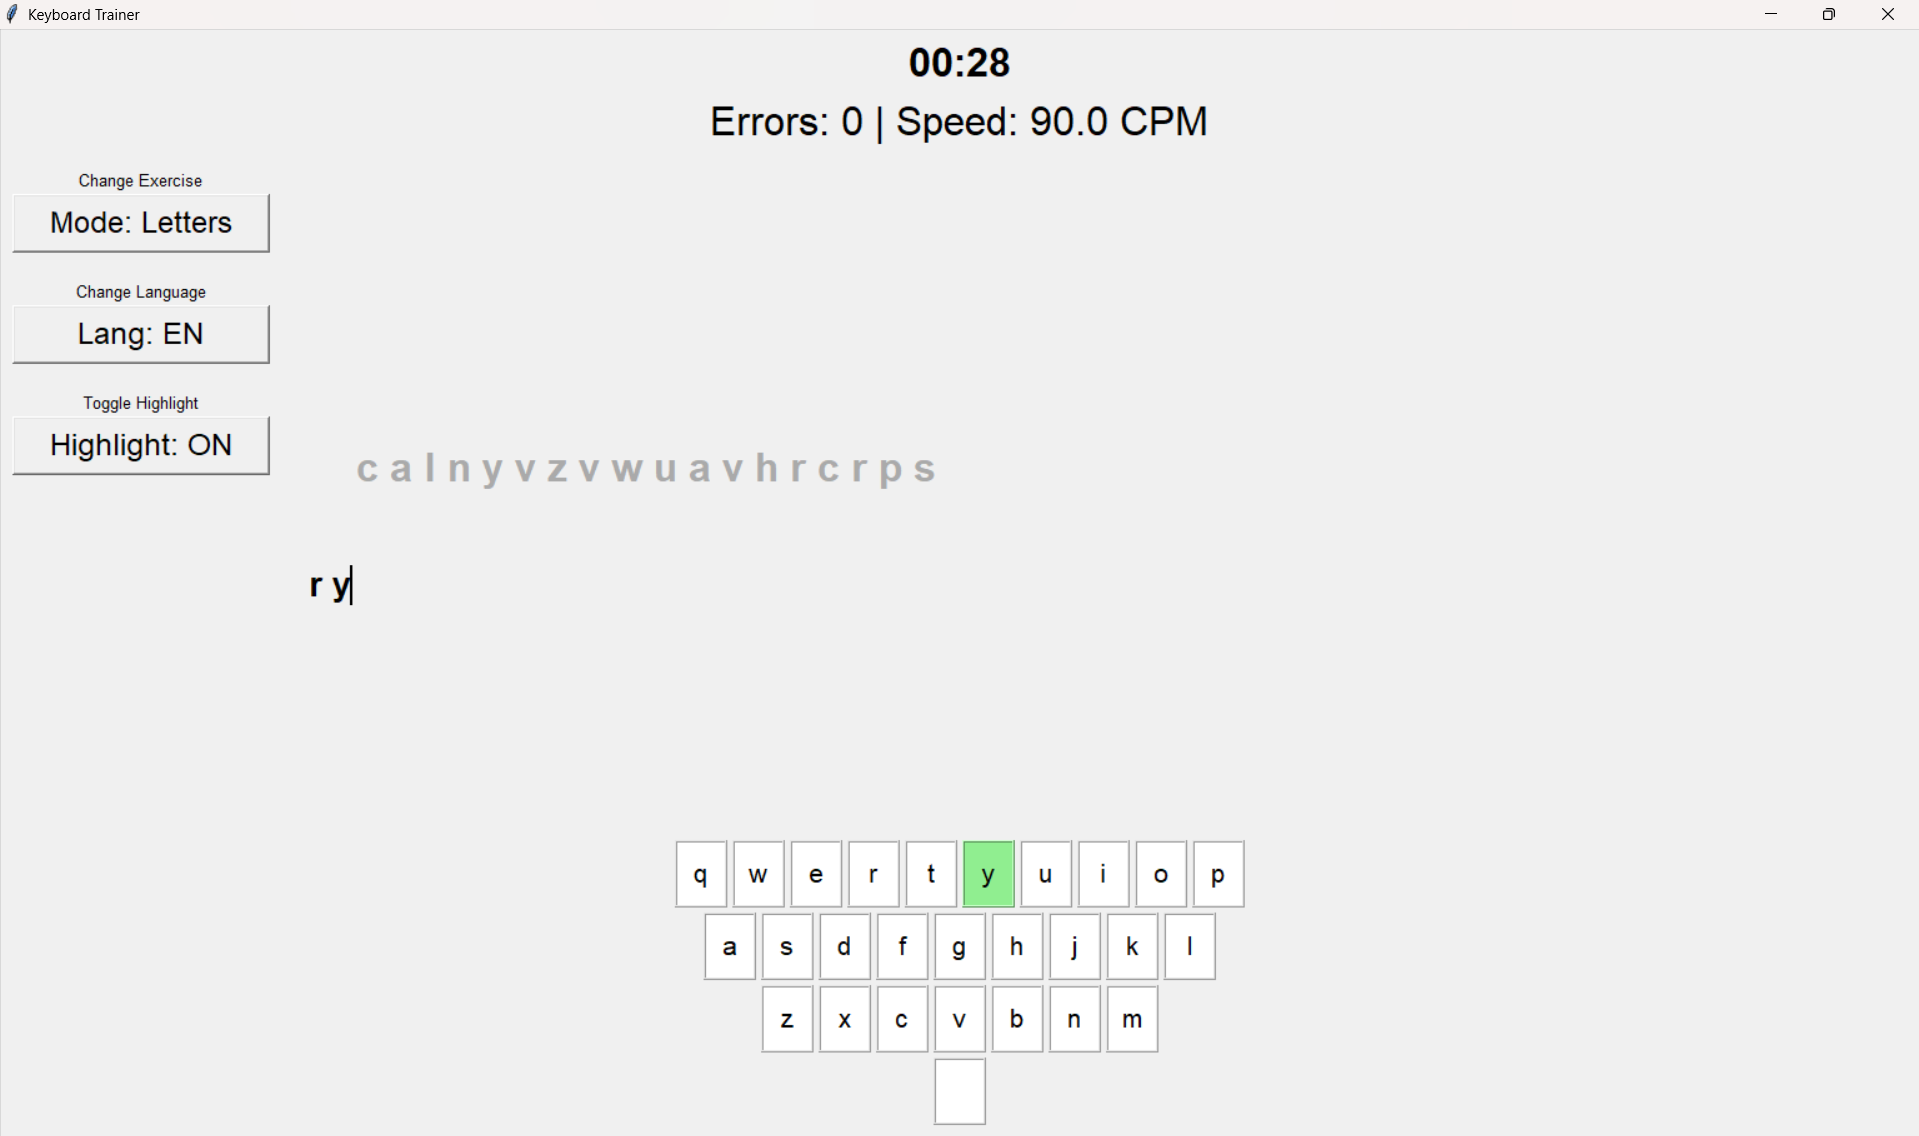 Keyboard Trainer
00:28
Errors: 0 | Speed: 90.0 CPM
Change Exercise
Mode: Letters
Change Language
Lang: EN
Toggle Highlight
Highlight: ON
c a l n y v z v w u a v h r c r p s
r y
q w e r t y u i o p
a s d f g h j k l
z x c v b n m